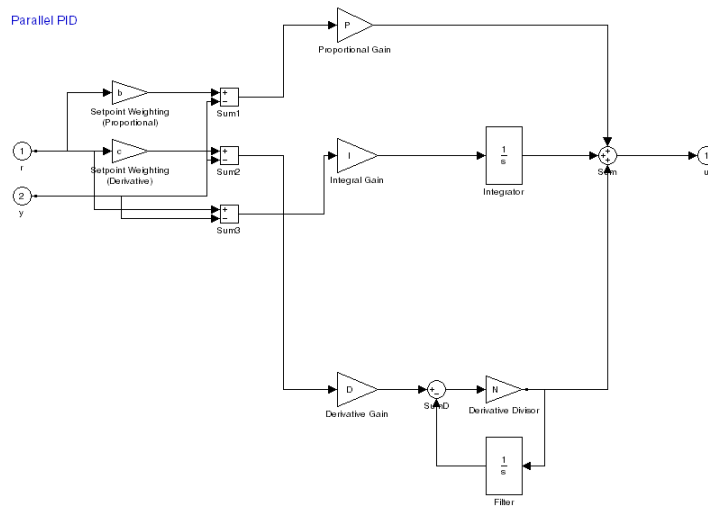 Parallel PID
P
Proportional Gain
b
Setpoint Weighting
(Proportional)
+
−
Sum1
1
r
c
Setpoint Weighting
(Derivative)
+
−
Sum2
I
Integral Gain
1
s
Integrator
+
+
+
Sum
1
u
2
y
+
−
Sum3
D
Derivative Gain
+
−
SumD
N
Derivative Divisor
1
s
Filter